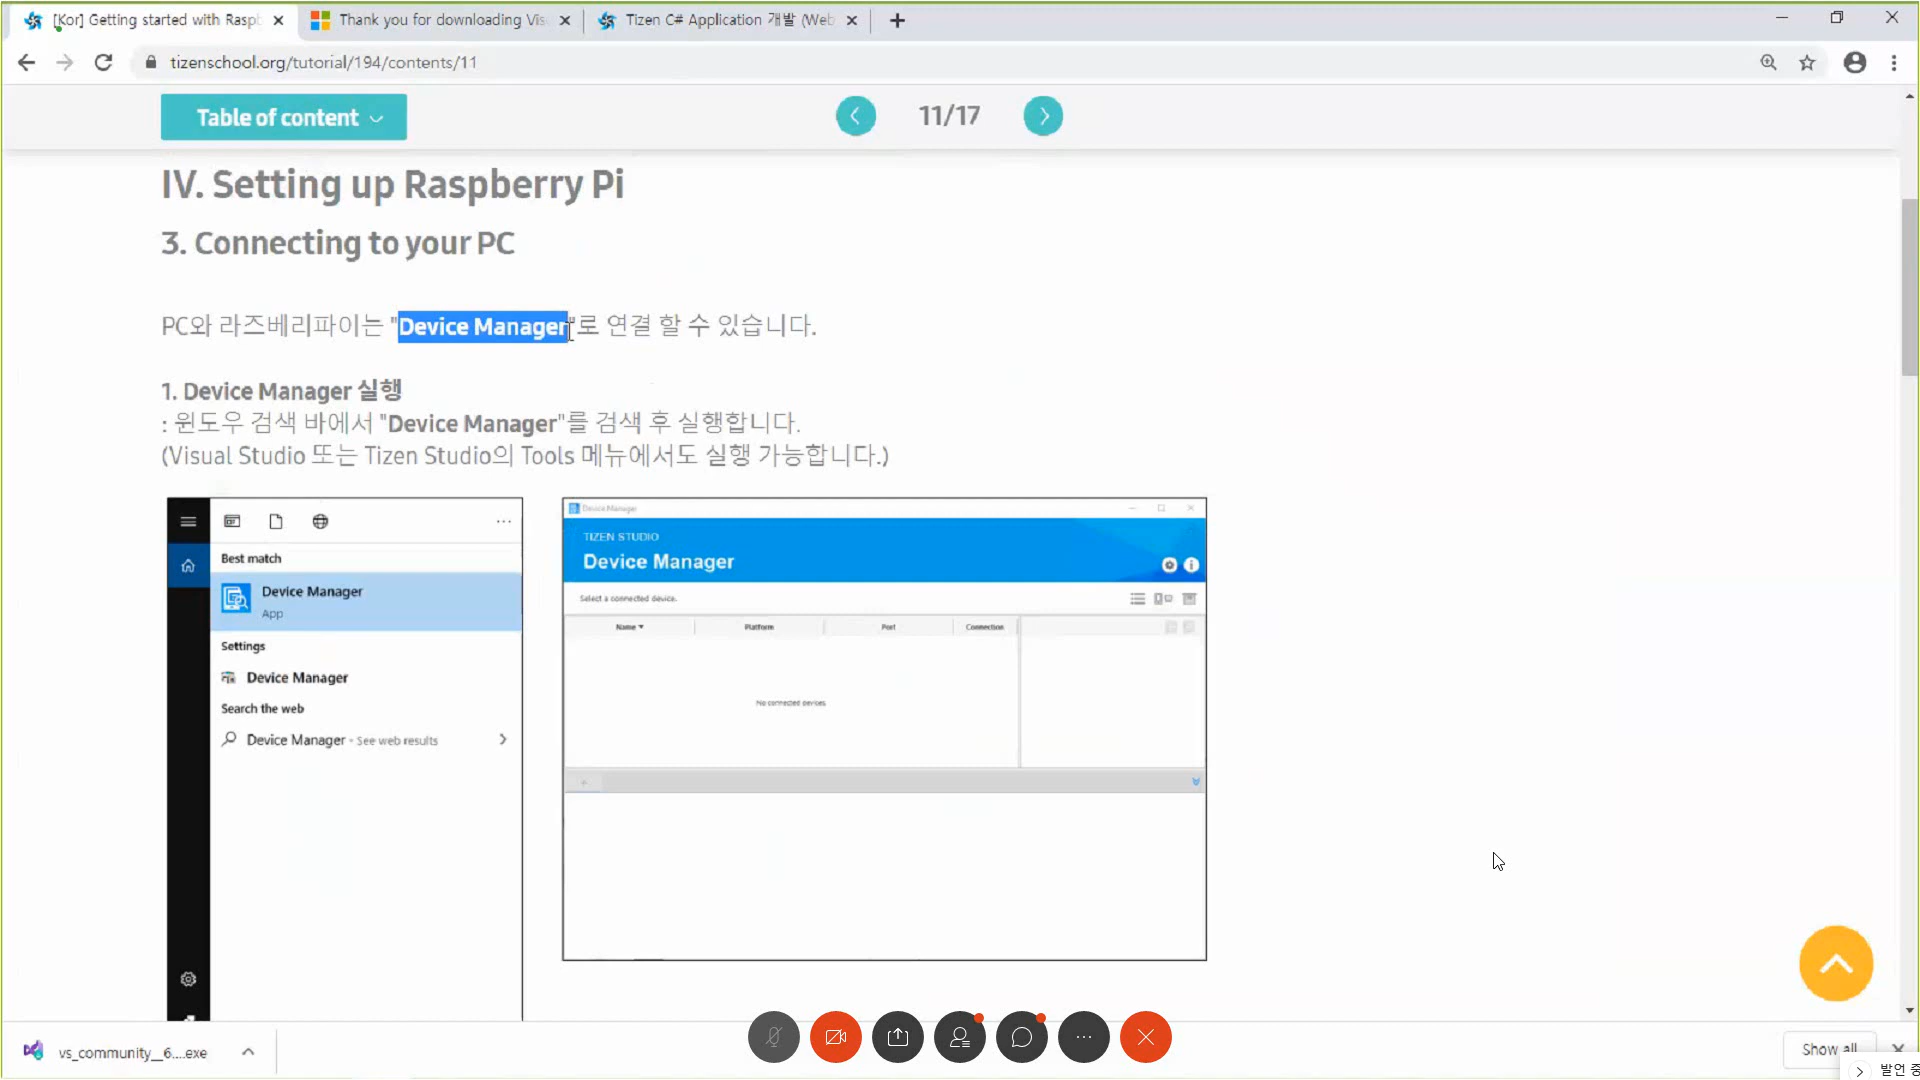 [Kor] Getting started with Raspb
Thank you for downloading Vis
Tizen C# Application 개발 (Web
tizenschool.org/tutorial/194/contents/11
Table of content
11/17
IV. Setting up Raspberry Pi
3. Connecting to your PC
PC와 라즈베리파이는 "Device Manager"로 연결 할 수 있습니다.
1. Device Manager 실행
: 윈도우 검색 바에서 "Device Manager"를 검색 후 실행합니다.
(Visual Studio 또는 Tizen Studio의 Tools 메뉴에서도 실행 가능합니다.)
Best match
Device Manager
App
Settings
Device Manager
Search the web
Device Manager - See web results
Device Manager
TIZEN STUDIO
Device Manager
Select a connected device.
Name Platform Port Connection
No connected devices.
vs_community__6....exe
Show all
발언 중